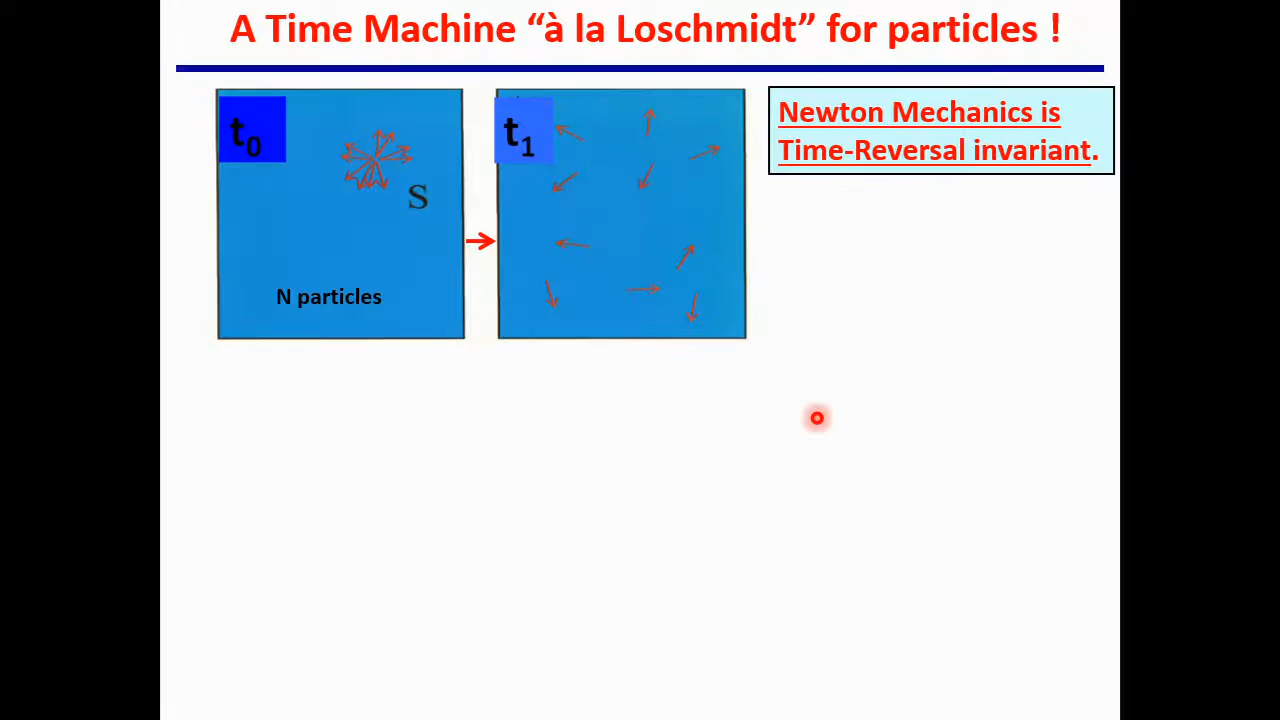 A Time Machine “à la Loschmidt” for particles !
t0
S
N particles
t1
Newton Mechanics is
Time-Reversal invariant.